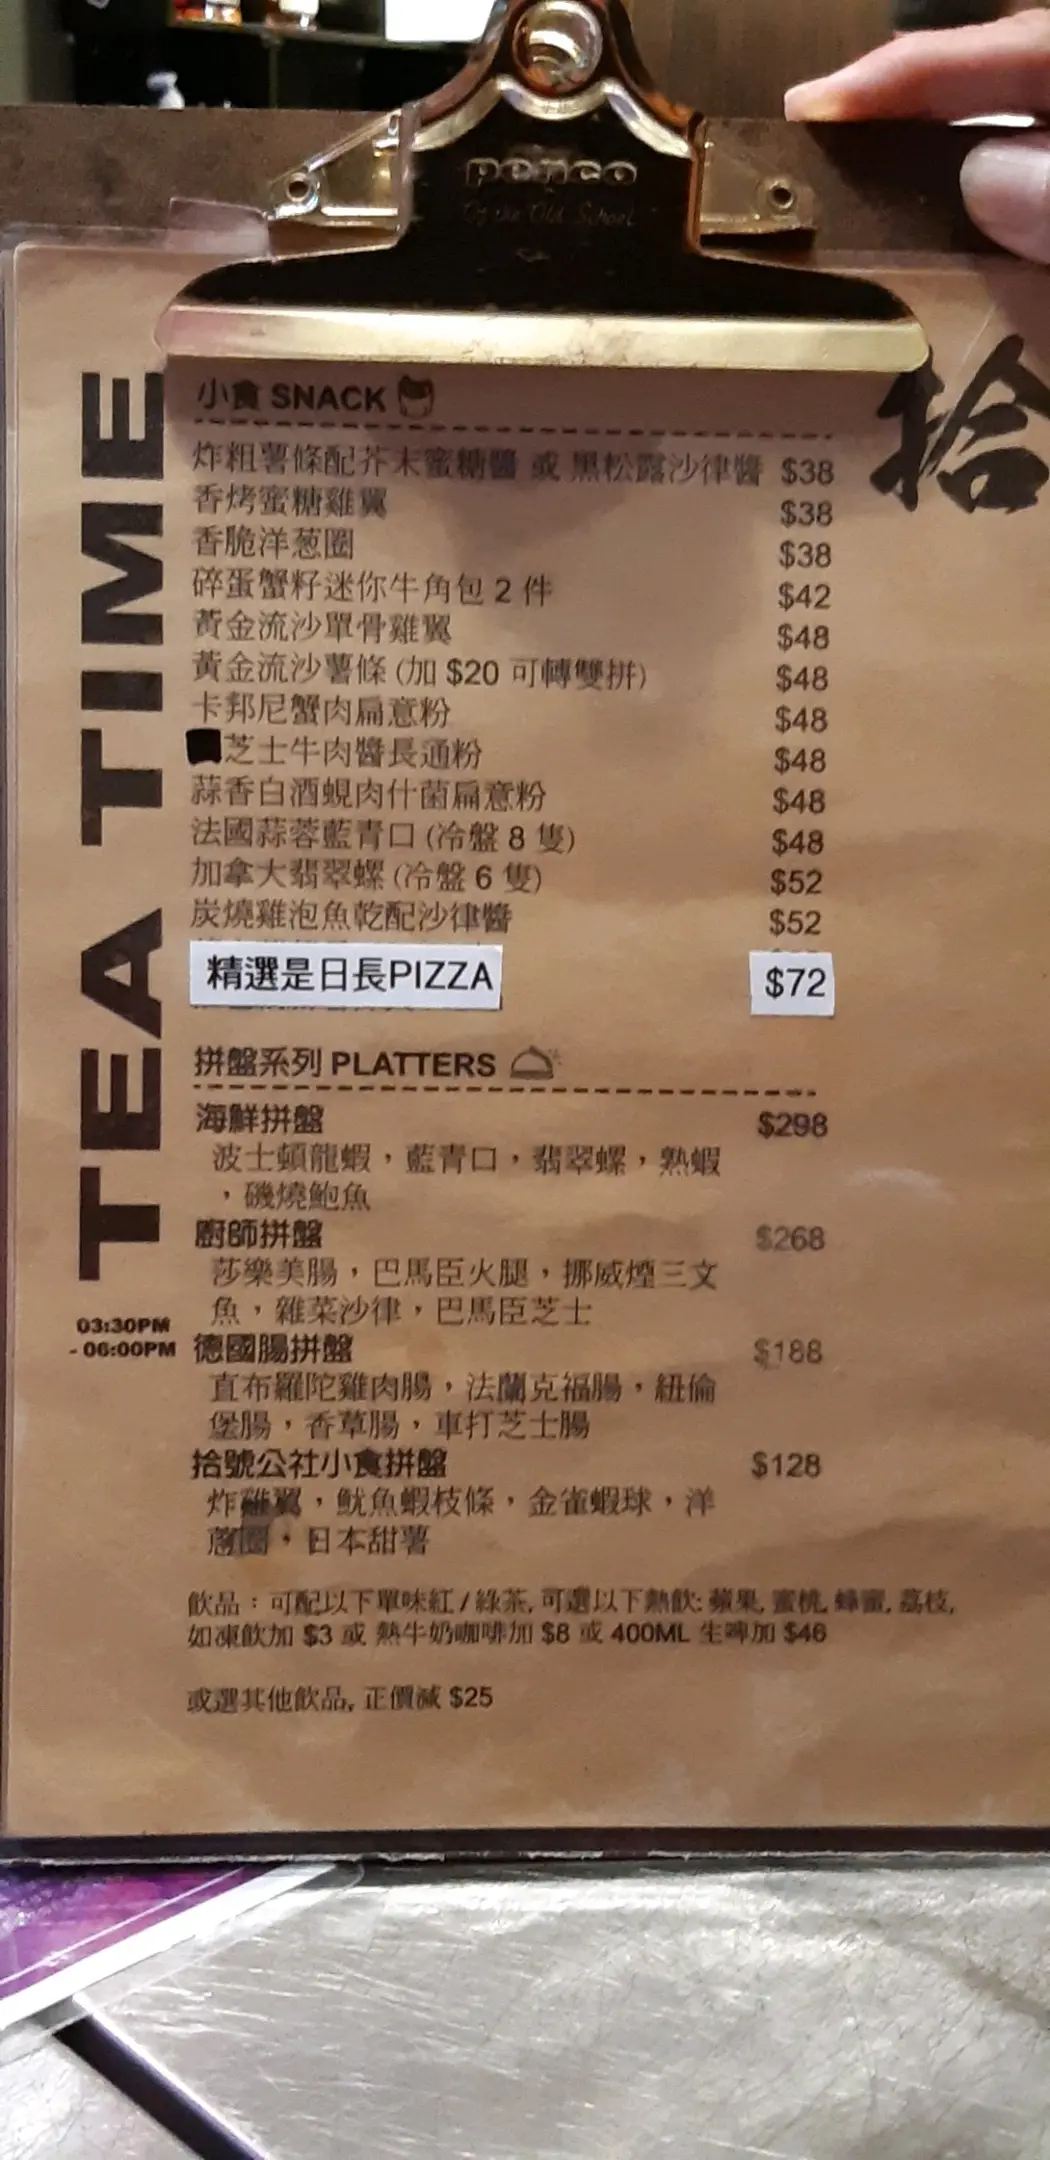 penco
Of the Old School
拾
TEA TIME
03:30PM
- 06:00PM
小食 SNACK
炸粗薯條配芥末蜜糖醬 或 黑松露沙律醬 $38
香烤蜜糖雞翼 $38
香脆洋葱圈 $38
碎蛋蟹籽迷你牛角包 2 件 $42
黃金流沙單骨雞翼 $48
黃金流沙薯條 (加 $20 可轉雙拼) $48
卡邦尼蟹肉扁意粉 $48
芝士牛肉醬長通粉 $48
蒜香白酒蜆肉什菌扁意粉 $48
法國蒜蓉藍青口 (冷盤 8 隻) $48
加拿大翡翠螺 (冷盤 6 隻) $52
炭燒雞泡魚乾配沙律醬 $52
精選是日長PIZZA $72
拼盤系列 PLATTERS
海鮮拼盤 $298
波士頓龍蝦，藍青口，翡翠螺，熟蝦
，磯燒鮑魚
廚師拼盤 $268
莎樂美腸，巴馬臣火腿，挪威煙三文
魚，雜菜沙律，巴馬臣芝士
德國腸拼盤 $188
直布羅陀雞肉腸，法蘭克福腸，紐倫
堡腸，香草腸，車打芝士腸
拾號公社小食拼盤 $128
炸雞翼，魷魚蝦枝條，金雀蝦球，洋
蔥圈，日本甜薯
飲品：可配以下單味紅 / 綠茶, 可選以下熱飲: 蘋果, 蜜桃, 蜂蜜, 荔枝,
如凍飲加 $3 或 熱牛奶咖啡加 $8 或 400ML 生啤加 $46
或選其他飲品, 正價減 $25